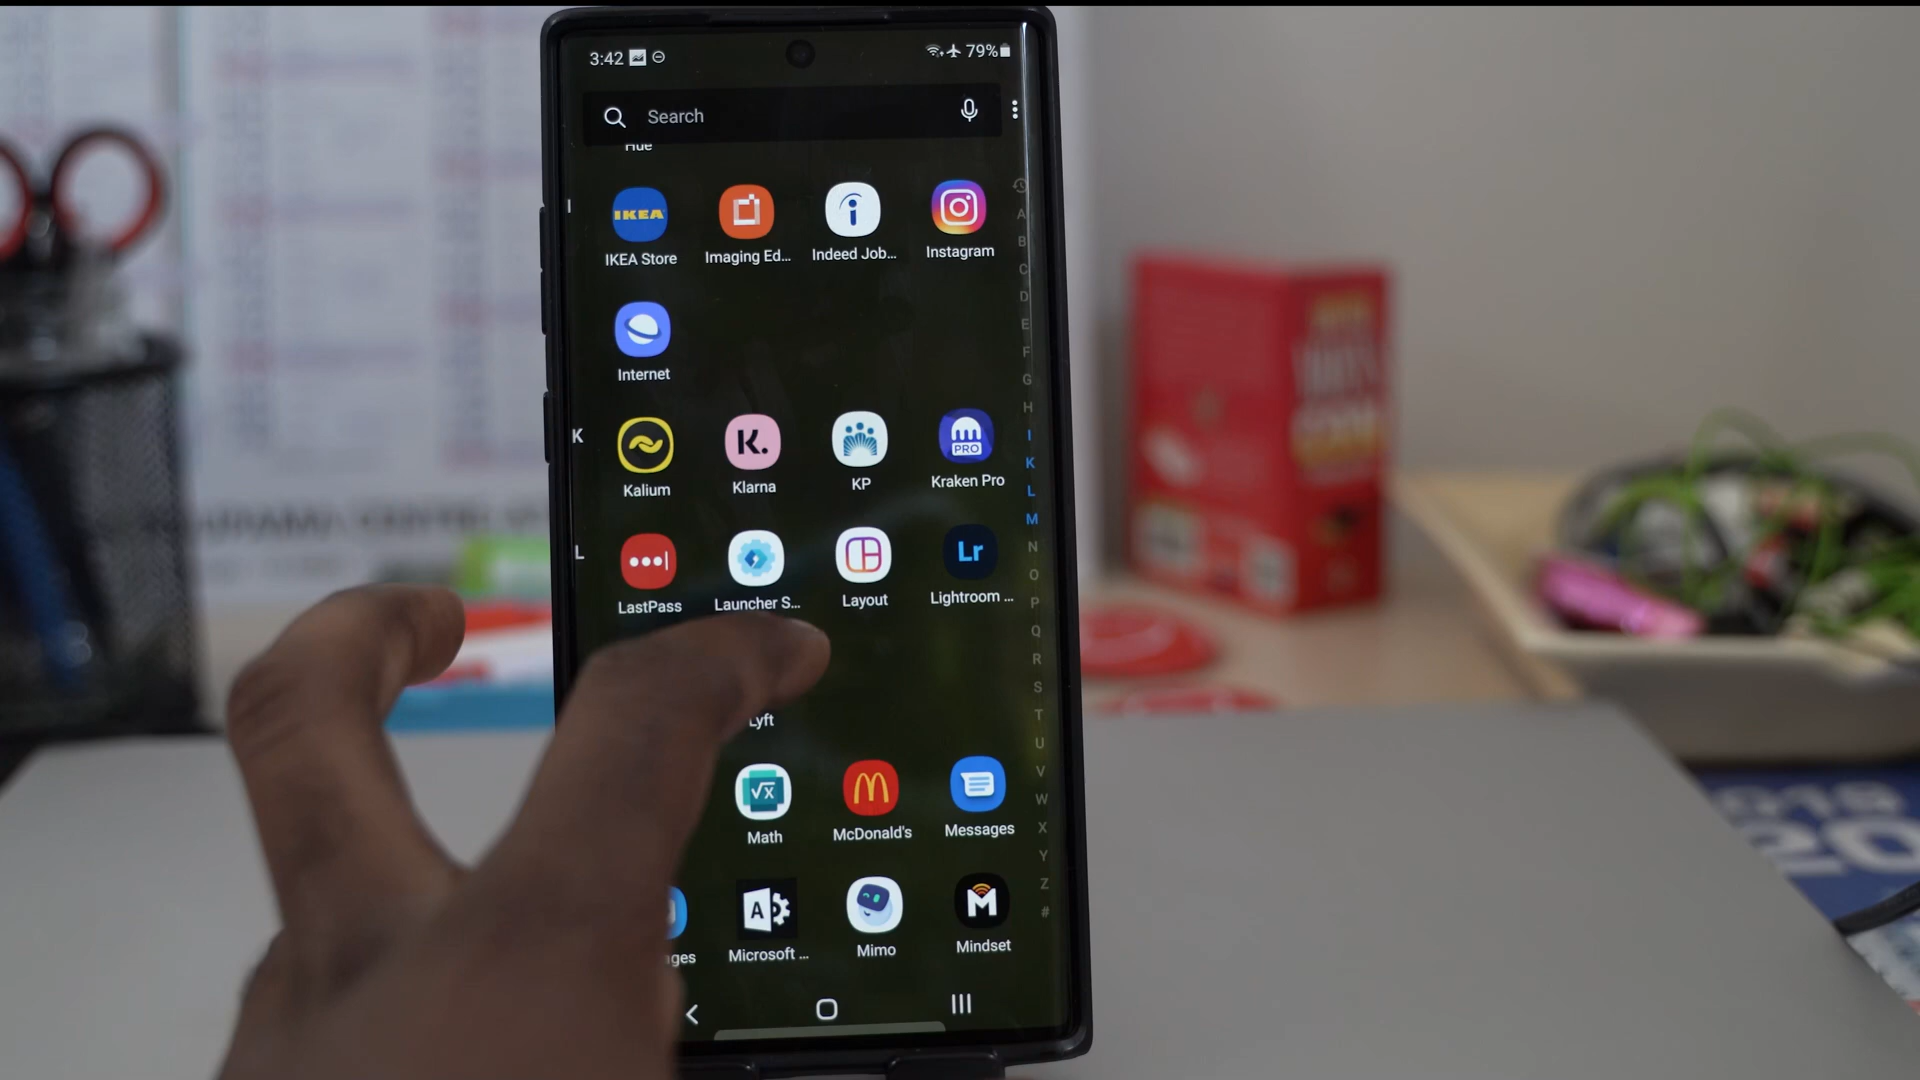 3:42
79%
Search
Hue
I
IKEA
IKEA Store
Imaging Ed...
Indeed Job...
Instagram
Internet
K
K.
PRO
Kalium
Klarna
KP
Kraken Pro
L
Lr
LastPass
Launcher S...
Layout
Lightroom ...
Lyft
√x
Math
McDonald's
Messages
A
ges
Microsoft ...
Mimo
Mindset
A
B
C
D
E
F
G
H
I
K
L
M
N
O
P
Q
R
S
T
U
V
W
X
Y
Z
#